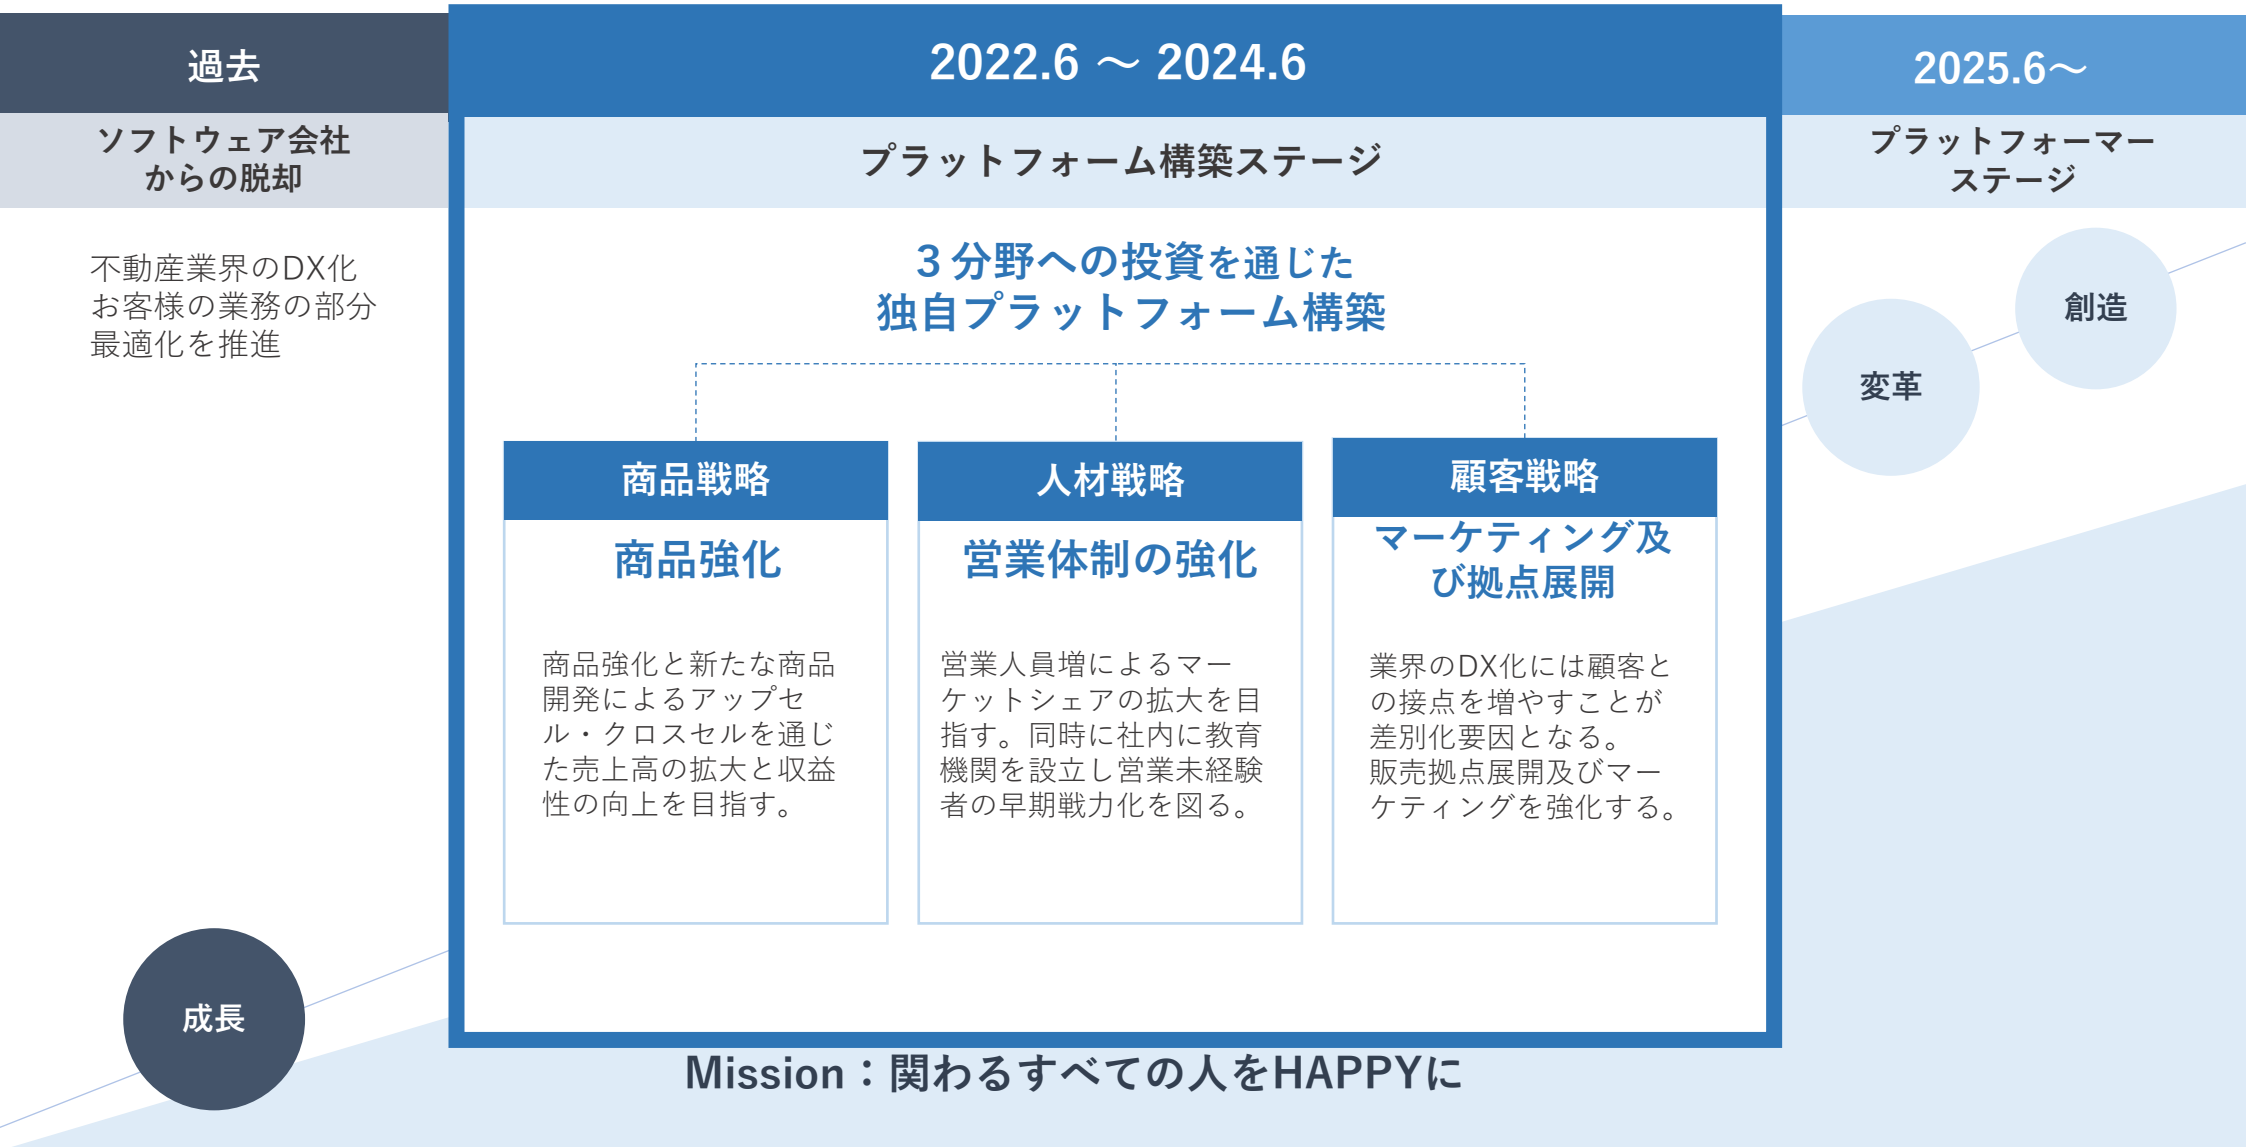 過去
ソフトウェア会社
からの脱却
不動産業界のDX化
お客様の業務の部分
最適化を推進
成長
2022.6 ～ 2024.6
プラットフォーム構築ステージ
３分野への投資を通じた
独自プラットフォーム構築
商品戦略
商品強化
商品強化と新たな商品
開発によるアップセ
ル・クロスセルを通じ
た売上高の拡大と収益
性の向上を目指す。
人材戦略
営業体制の強化
営業人員増によるマー
ケットシェアの拡大を目
指す。同時に社内に教育
機関を設立し営業未経験
者の早期戦力化を図る。
顧客戦略
マーケティング及
び拠点展開
業界のDX化には顧客と
の接点を増やすことが
差別化要因となる。
販売拠点展開及びマー
ケティングを強化する。
2025.6～
プラットフォーマー
ステージ
創造
変革
Mission：関わるすべての人をHAPPYに